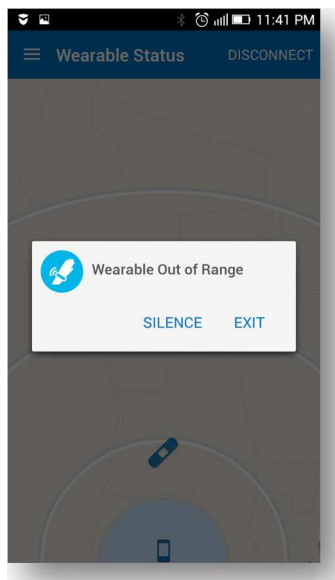 11:41 PM
Wearable Status DISCONNECT
Wearable Out of Range
SILENCE EXIT